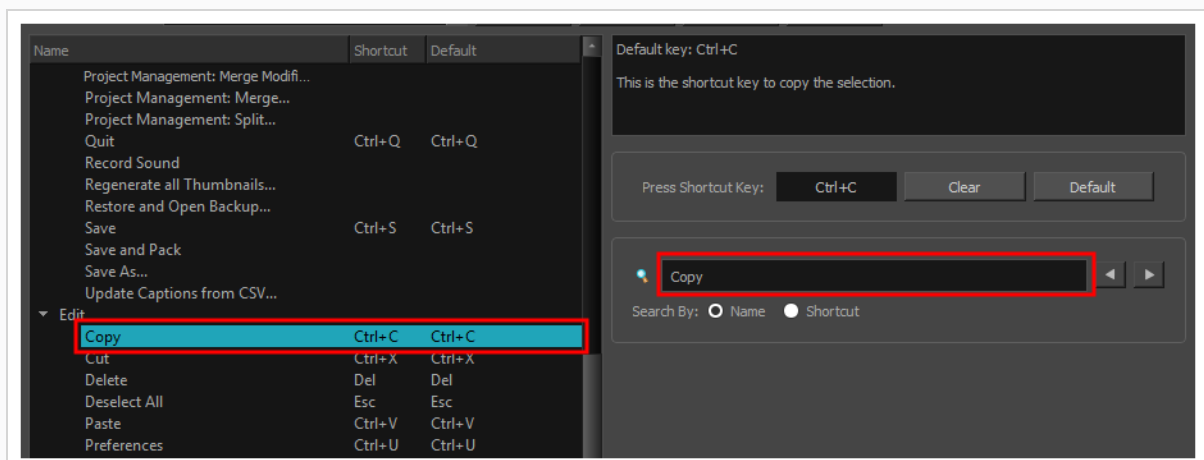 Name Shortcut Default
Project Management: Merge Modifi...
Project Management: Merge...
Project Management: Split...
Quit Ctrl+Q Ctrl+Q
Record Sound
Regenerate all Thumbnails...
Restore and Open Backup...
Save Ctrl+S Ctrl+S
Save and Pack
Save As...
Update Captions from CSV...
Edit
Copy Ctrl+C Ctrl+C
Cut Ctrl+X Ctrl+X
Delete Del Del
Deselect All Esc Esc
Paste Ctrl+V Ctrl+V
Preferences Ctrl+U Ctrl+U
Default key: Ctrl+C
This is the shortcut key to copy the selection.
Press Shortcut Key: Ctrl+C Clear Default
Copy
Search By: Name Shortcut